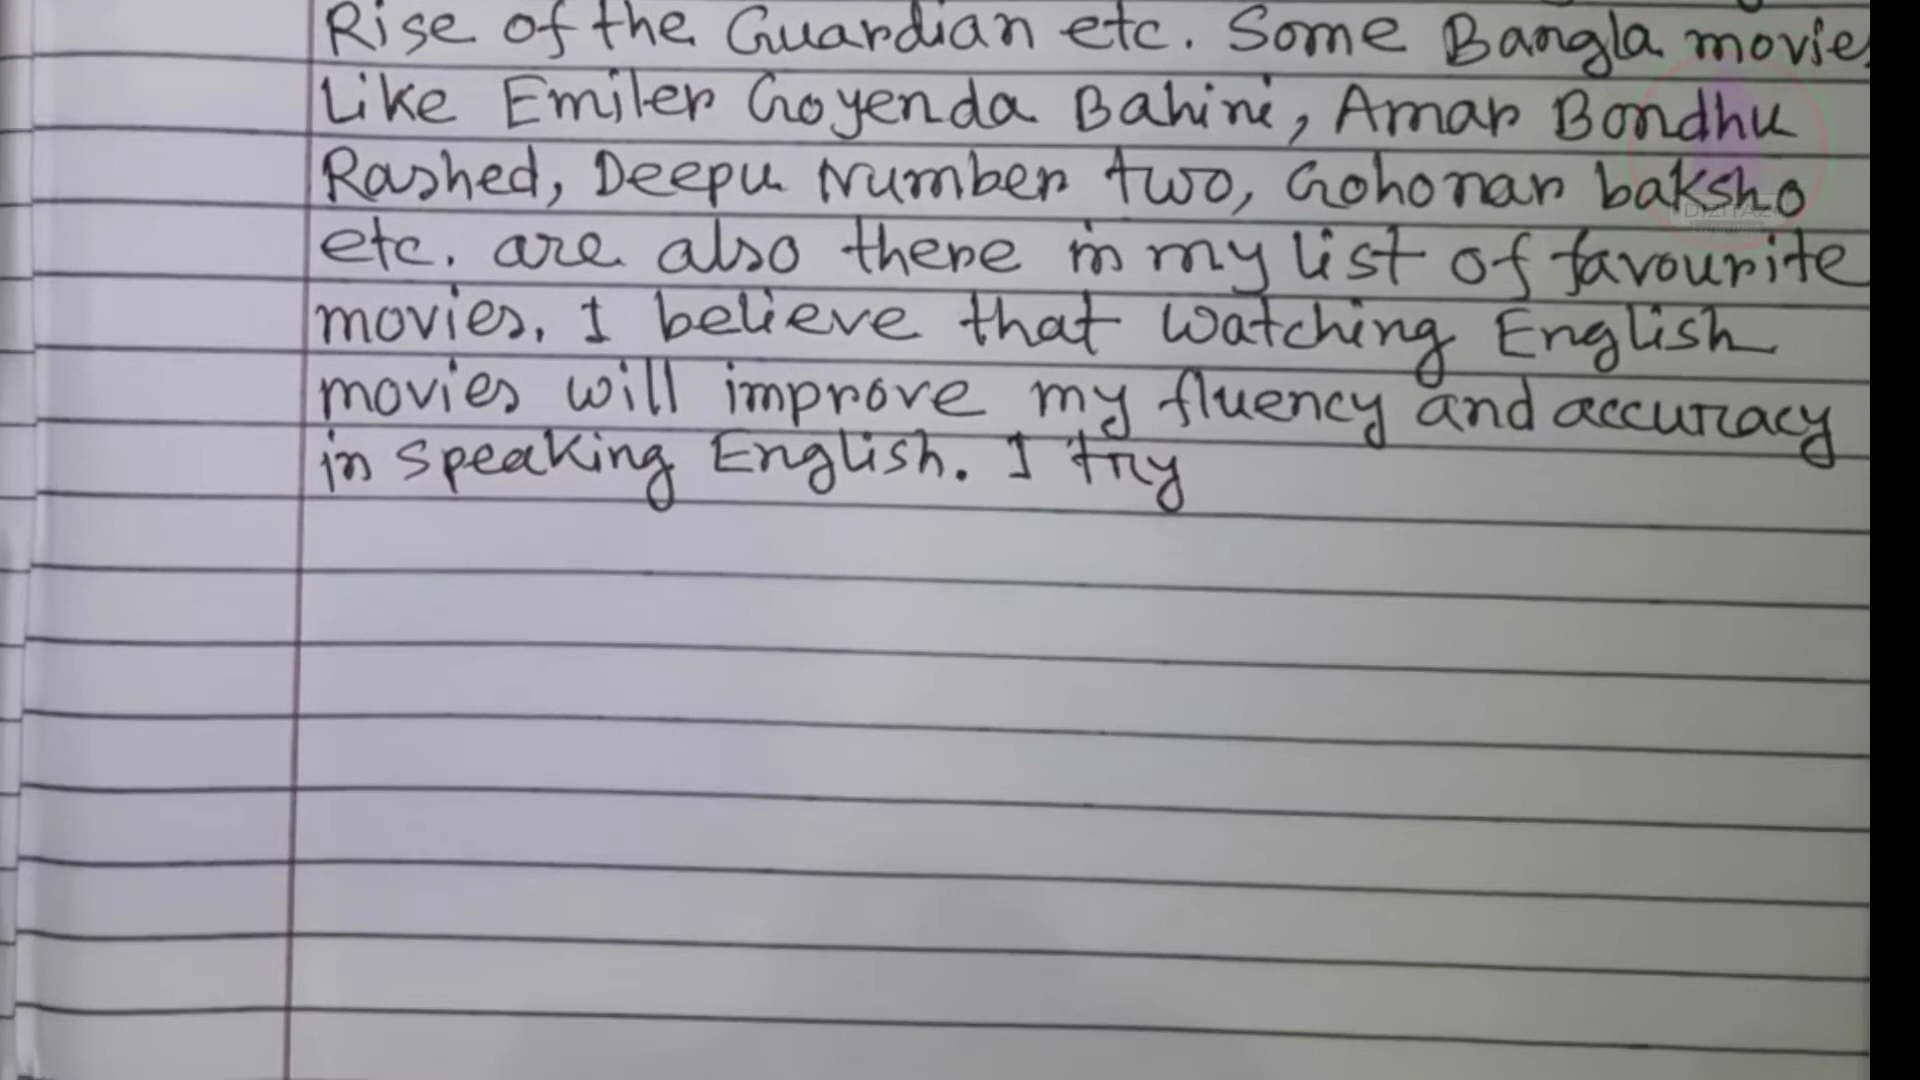 Rise of the Guardian etc. Some Bangla movie
like Emiler Goyenda Bahini, Amar Bondhu
Rashed, Deepu Number two, Gohonar baksho
etc. are also there in my list of favourite
movies. I believe that watching English
movies will improve my fluency and accuracy
in speaking English. I try